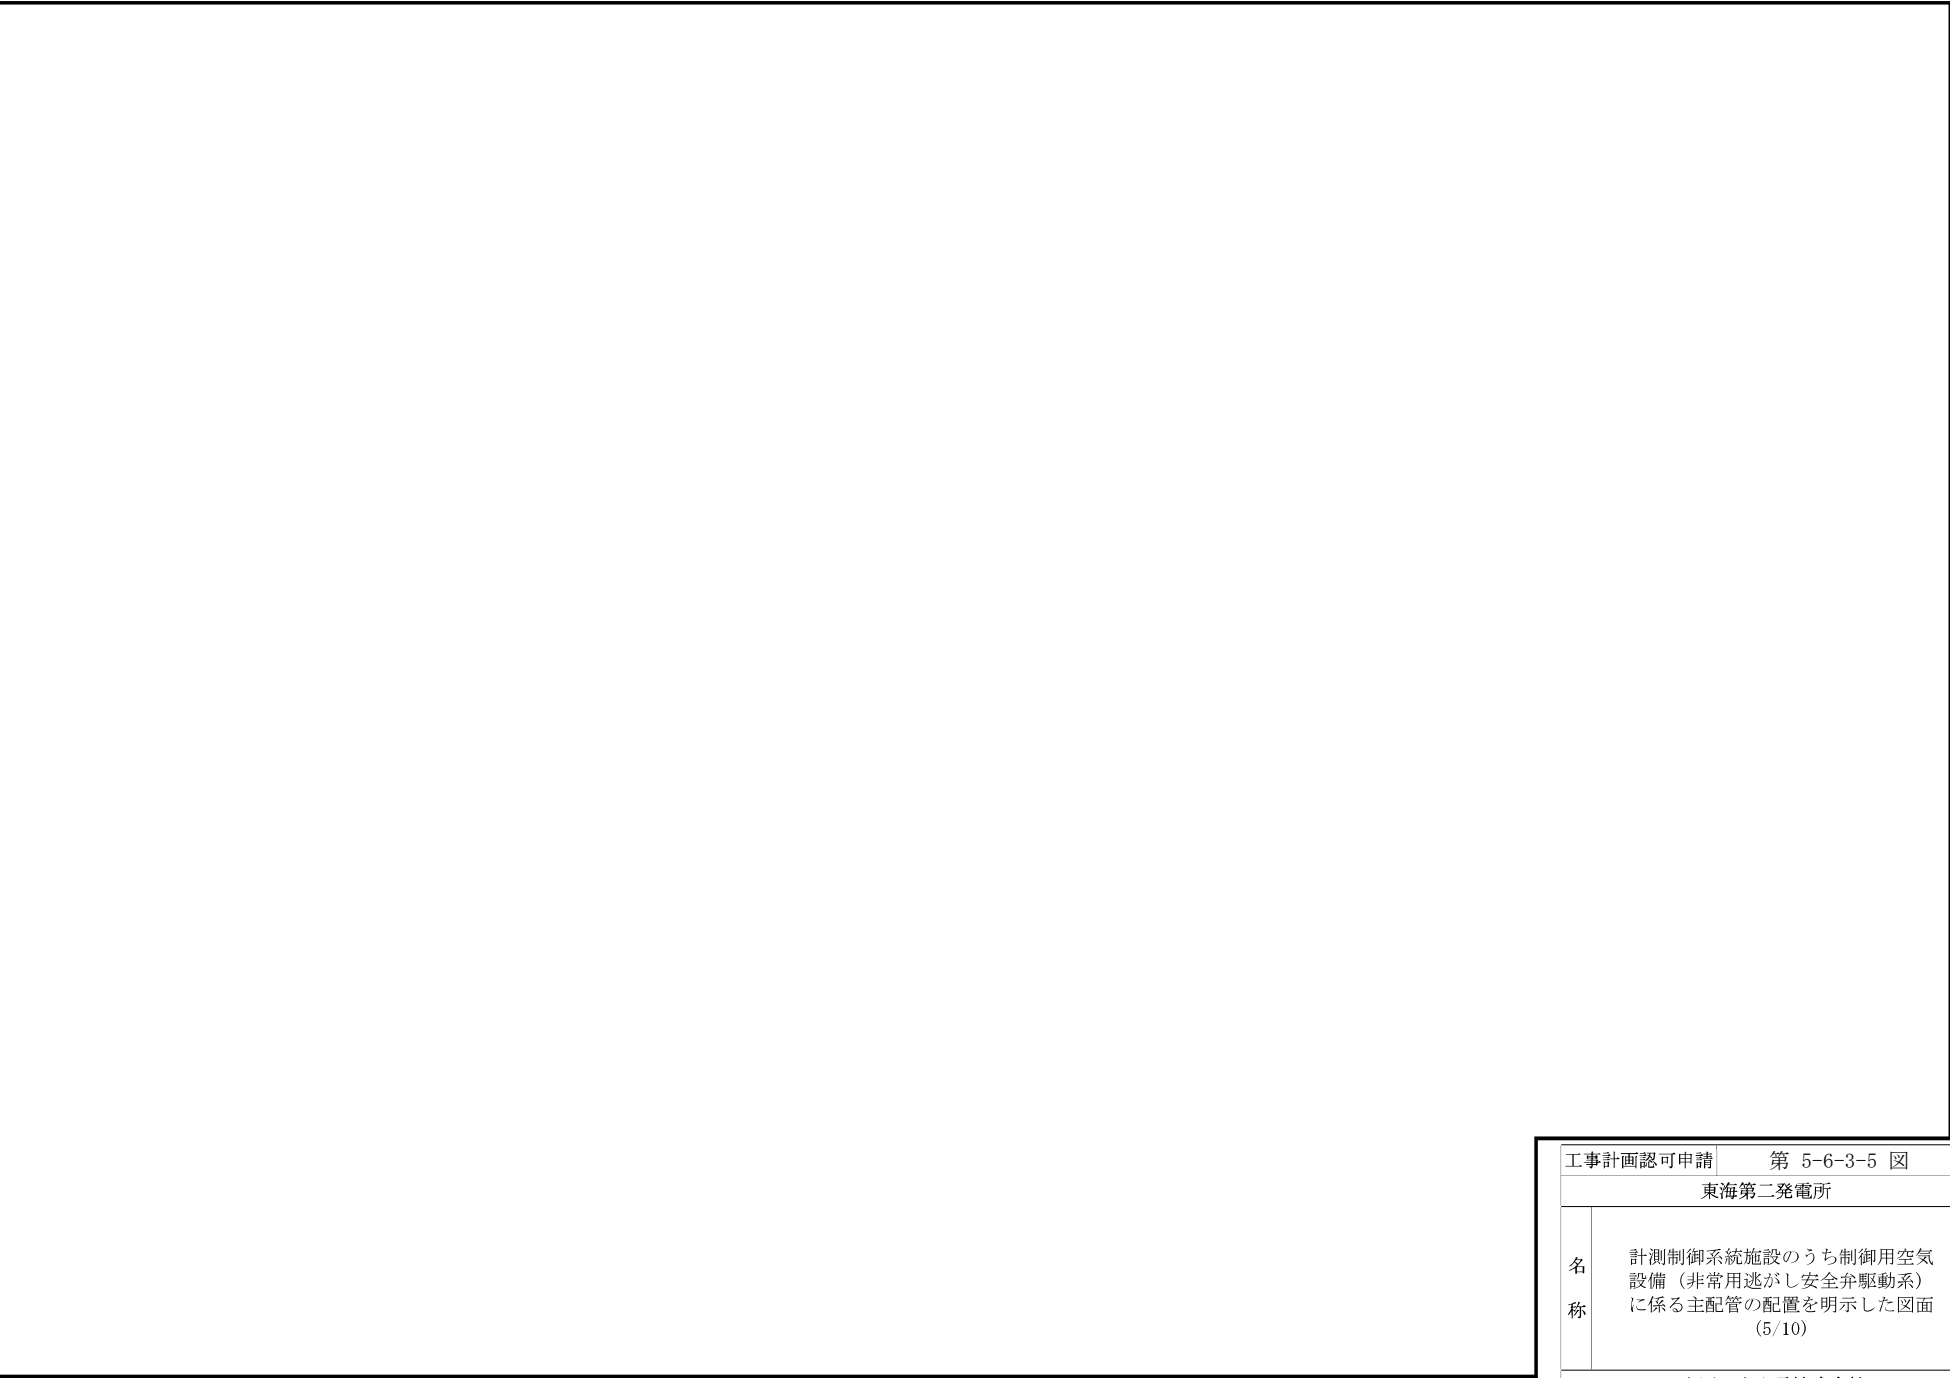 工事計画認可申請 第 5-6-3-5 図
東海第二発電所
名称
計測制御系統施設のうち制御用空気
設備（非常用逃がし安全弁駆動系）
に係る主配管の配置を明示した図面
(5/10)